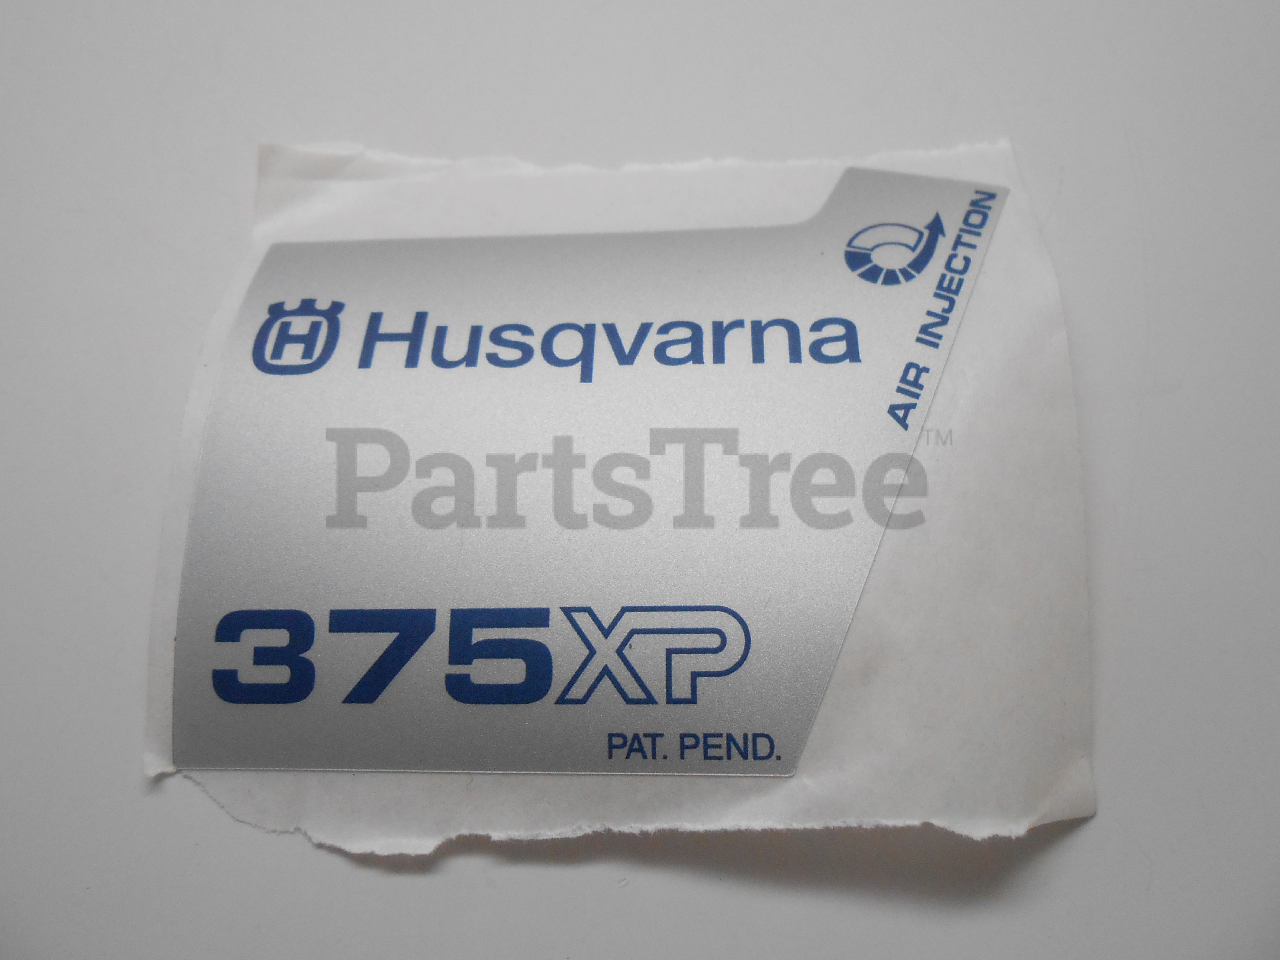 H Husqvarna
AIR INJECTION
PartsTree™
375XP
PAT. PEND.